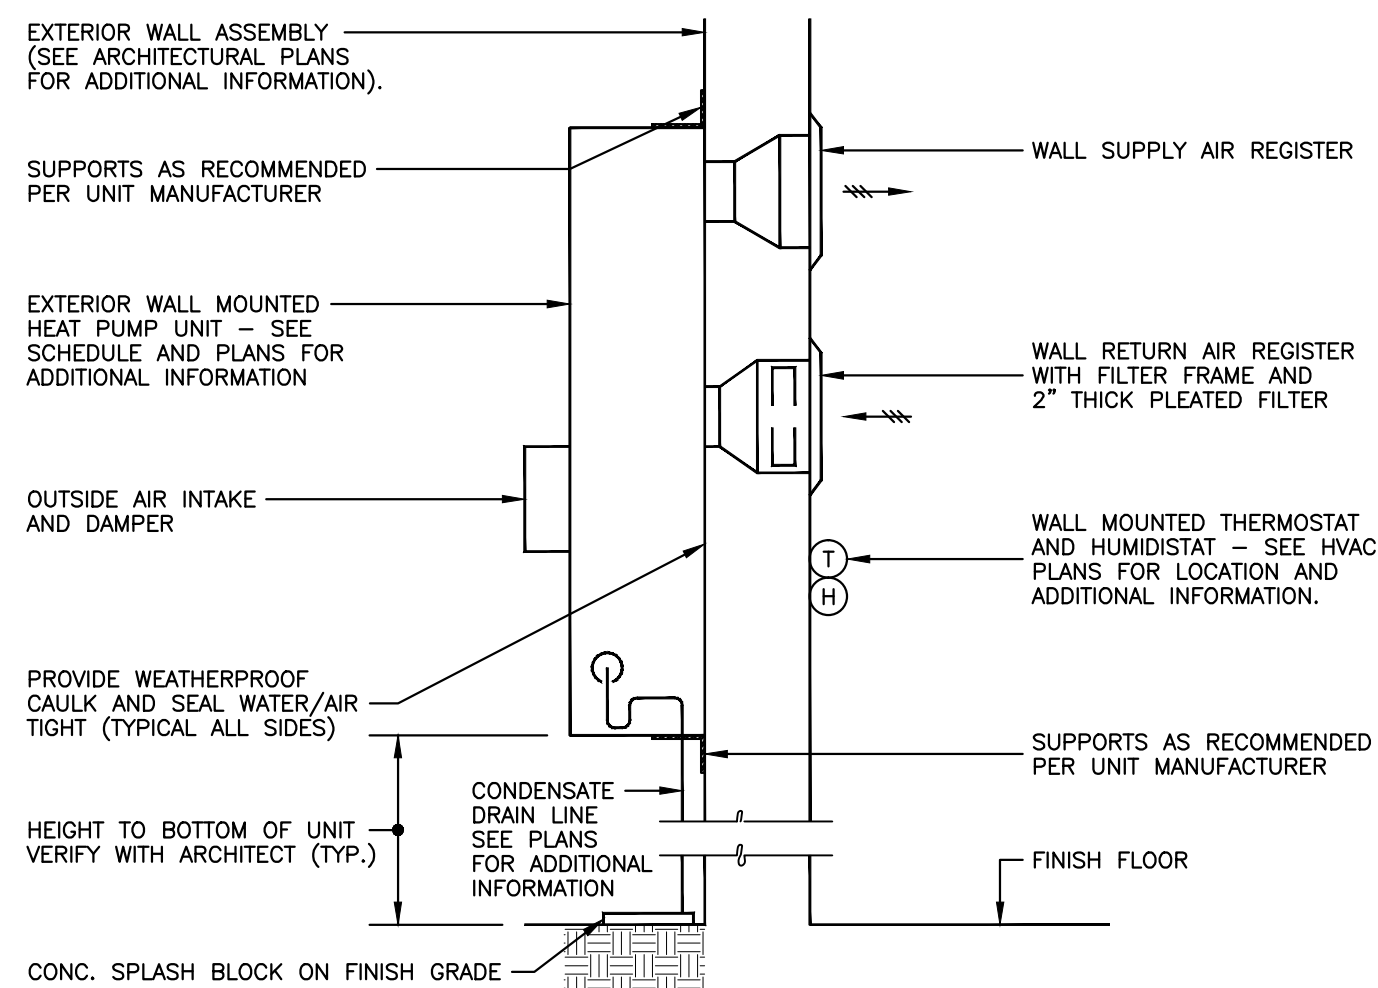 EXTERIOR WALL ASSEMBLY
(SEE ARCHITECTURAL PLANS
FOR ADDITIONAL INFORMATION).
SUPPORTS AS RECOMMENDED
PER UNIT MANUFACTURER
EXTERIOR WALL MOUNTED
HEAT PUMP UNIT – SEE
SCHEDULE AND PLANS FOR
ADDITIONAL INFORMATION
OUTSIDE AIR INTAKE
AND DAMPER
PROVIDE WEATHERPROOF
CAULK AND SEAL WATER/AIR
TIGHT (TYPICAL ALL SIDES)
HEIGHT TO BOTTOM OF UNIT
VERIFY WITH ARCHITECT (TYP.)
CONDENSATE
DRAIN LINE
SEE PLANS
FOR ADDITIONAL
INFORMATION
CONC. SPLASH BLOCK ON FINISH GRADE
WALL SUPPLY AIR REGISTER
WALL RETURN AIR REGISTER
WITH FILTER FRAME AND
2” THICK PLEATED FILTER
T
H
WALL MOUNTED THERMOSTAT
AND HUMIDISTAT – SEE HVAC
PLANS FOR LOCATION AND
ADDITIONAL INFORMATION.
SUPPORTS AS RECOMMENDED
PER UNIT MANUFACTURER
FINISH FLOOR